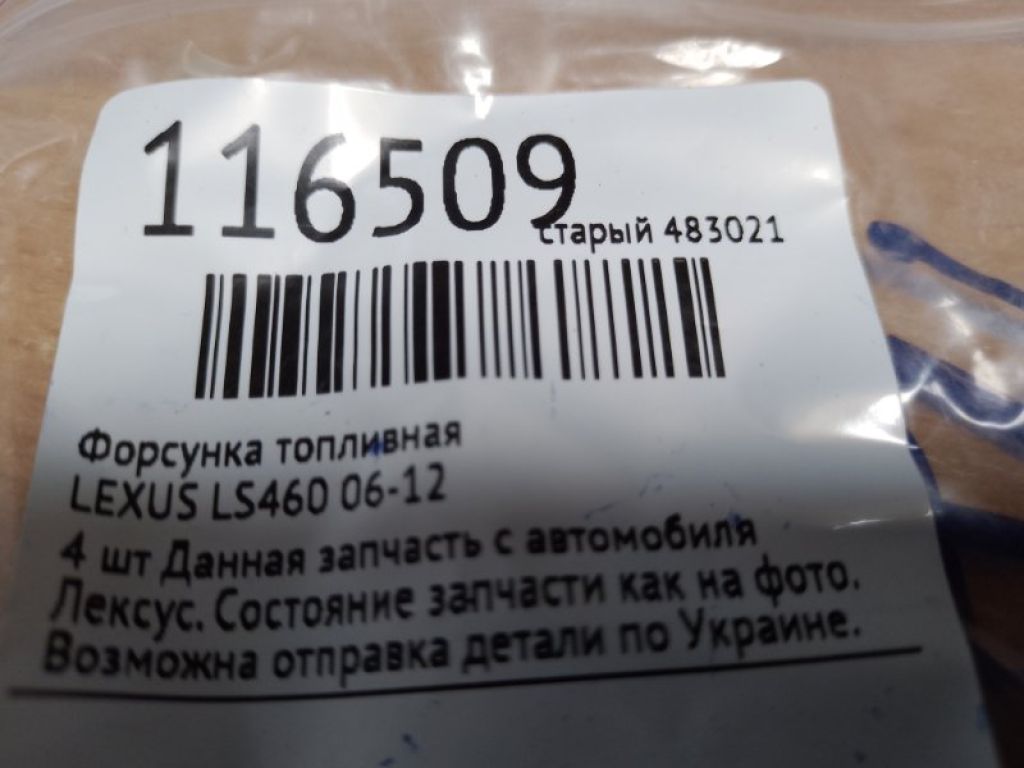 116509
старый 483021
Форсунка топливная
LEXUS LS460 06-12
4 шт Данная запчасть с автомобиля
Лексус. Состояние запчасти как на фото.
Возможна отправка детали по Украине.